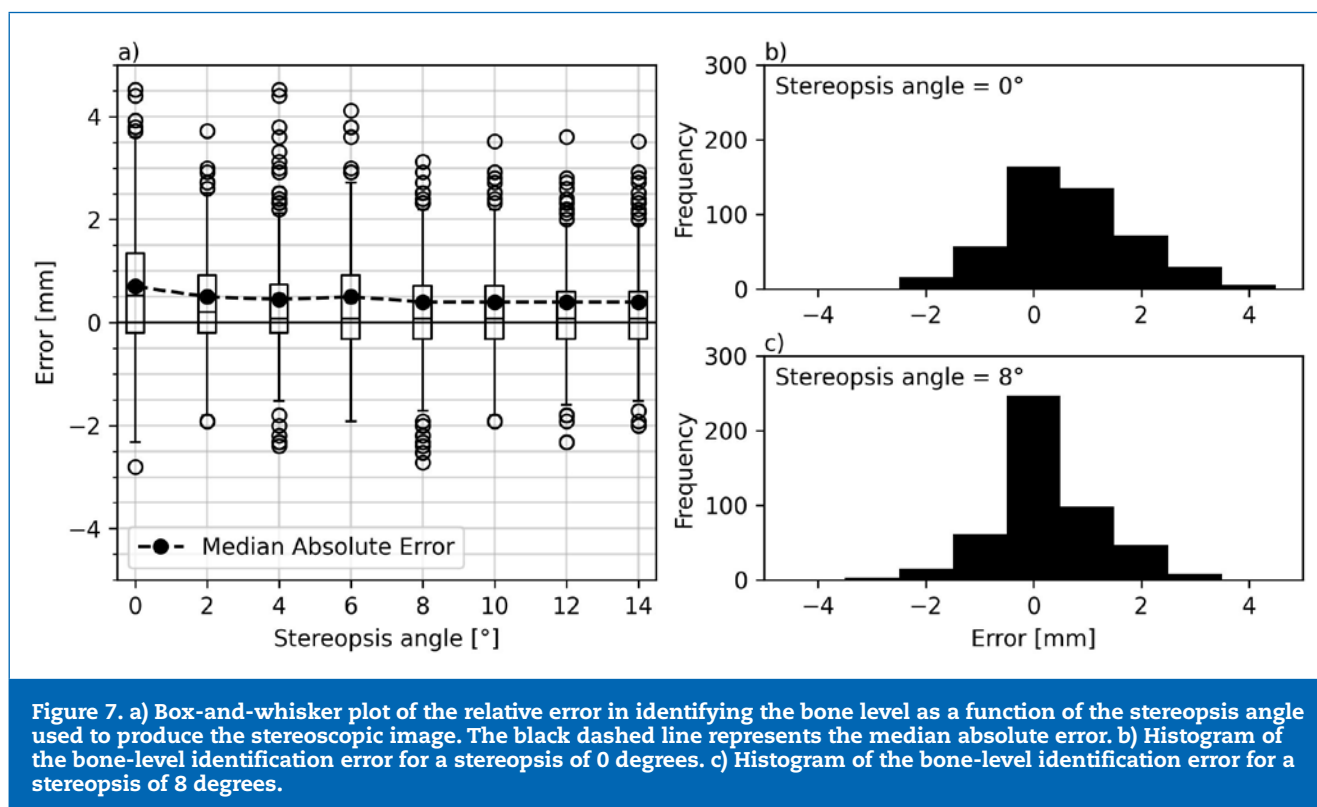 a)
4
2
0
−2
−4
Error [mm]
Median Absolute Error
0 2 4 6 8 10 12 14
Stereopsis angle [°]
b)
300
200
100
0
Frequency
Stereopsis angle = 0°
−4 −2 0 2 4
c)
300
200
100
0
Frequency
Stereopsis angle = 8°
−4 −2 0 2 4
Error [mm]
Figure 7. a) Box-and-whisker plot of the relative error in identifying the bone level as a function of the stereopsis angle
used to produce the stereoscopic image. The black dashed line represents the median absolute error. b) Histogram of
the bone-level identification error for a stereopsis of 0 degrees. c) Histogram of the bone-level identification error for a
stereopsis of 8 degrees.